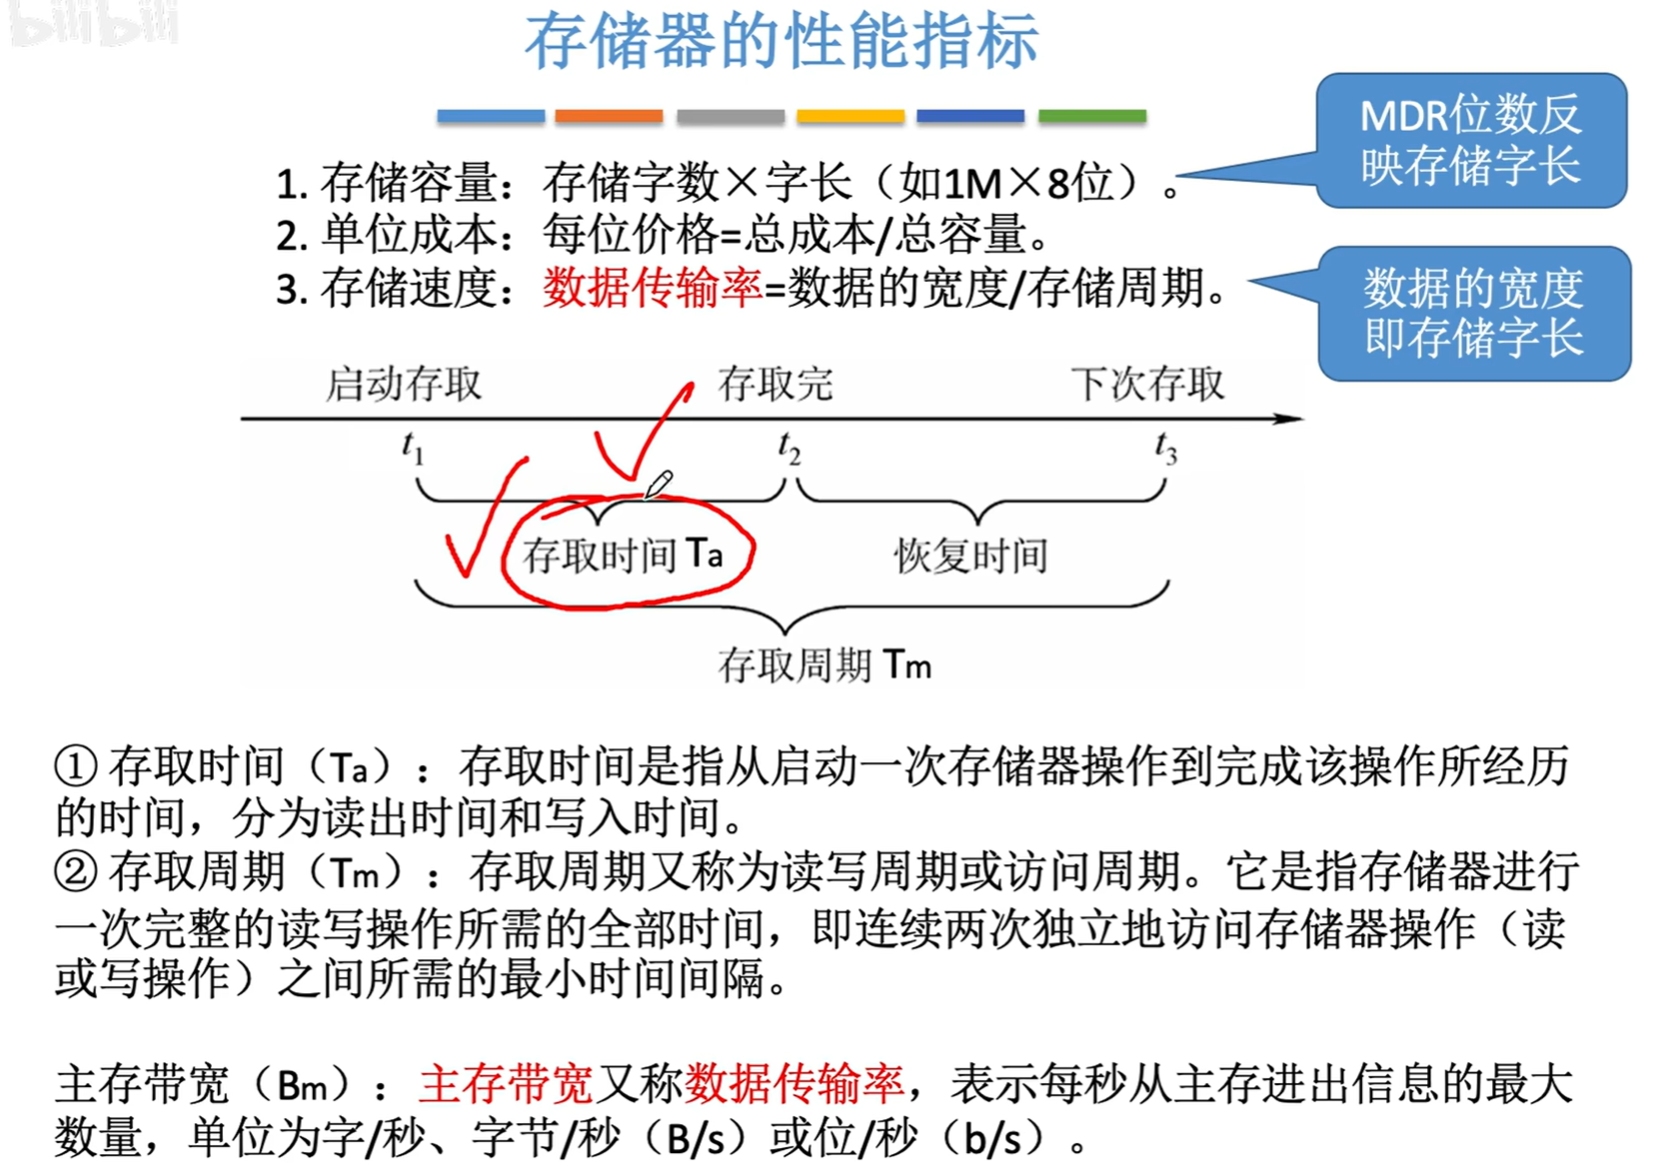 bilibili
存储器的性能指标
MDR位数反
映存储字长
1. 存储容量：存储字数×字长（如1M×8位）。
2. 单位成本：每位价格=总成本/总容量。
3. 存储速度：数据传输率=数据的宽度/存储周期。
数据的宽度
即存储字长
启动存取 存取完 下次存取
t1 t2 t3
存取时间 Ta 恢复时间
存取周期 Tm
① 存取时间（Ta）：存取时间是指从启动一次存储器操作到完成该操作所经历
的时间，分为读出时间和写入时间。
② 存取周期（Tm）：存取周期又称为读写周期或访问周期。它是指存储器进行
一次完整的读写操作所需的全部时间，即连续两次独立地访问存储器操作（读
或写操作）之间所需的最小时间间隔。
主存带宽（Bm）：主存带宽又称数据传输率，表示每秒从主存进出信息的最大
数量，单位为字/秒、字节/秒（B/s）或位/秒（b/s）。